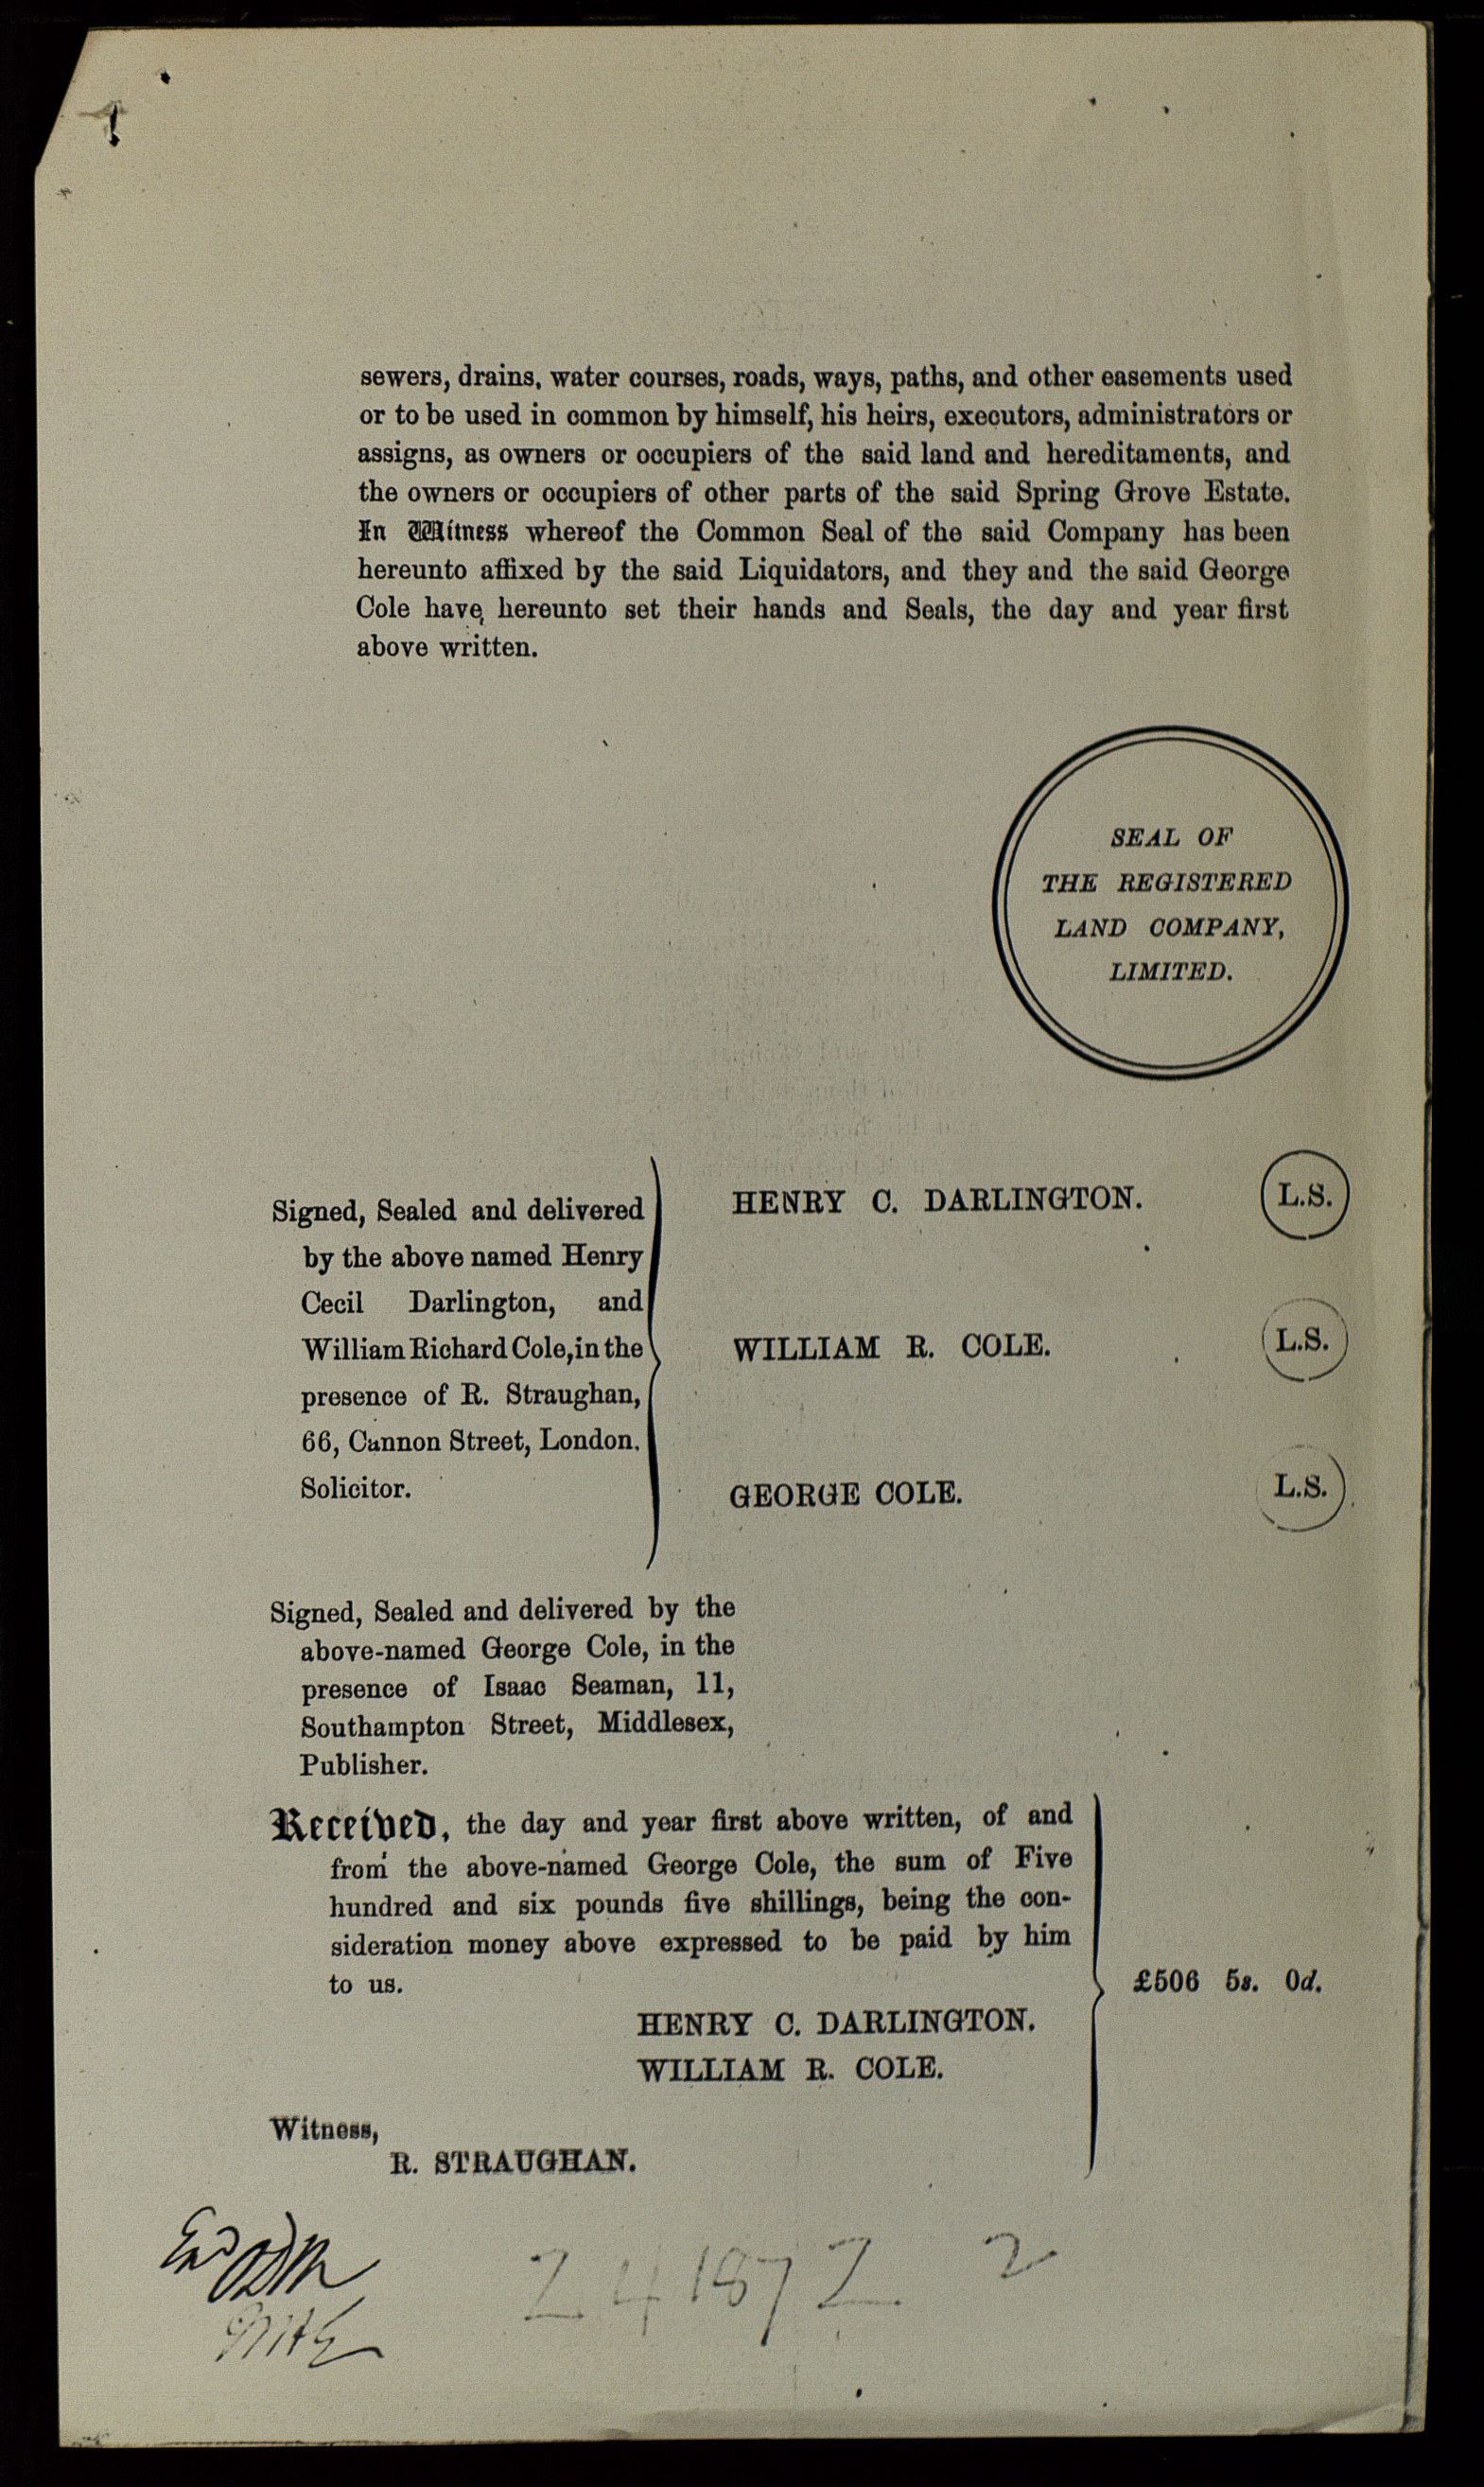 sewers, drains, water courses, roads, ways, paths, and other easements used
or to be used in common by himself, his heirs, executors, administrators or
assigns, as owners or occupiers of the said land and hereditaments, and
the owners or occupiers of other parts of the said Spring Grove Estate.
In Witness whereof the Common Seal of the said Company has been
hereunto affixed by the said Liquidators, and they and the said George
Cole have, hereunto set their hands and Seals, the day and year first
above written.
SEAL OF
THE REGISTERED
LAND COMPANY,
LIMITED.
Signed, Sealed and delivered
by the above named Henry
Cecil Darlington, and
William Richard Cole, in the
presence of R. Straughan,
66, Cannon Street, London.
Solicitor.
HENRY C. DARLINGTON. L.S.
WILLIAM R. COLE. L.S.
GEORGE COLE. L.S.
Signed, Sealed and delivered by the
above-named George Cole, in the
presence of Isaac Seaman, 11,
Southampton Street, Middlesex,
Publisher.
Received, the day and year first above written, of and
from the above-named George Cole, the sum of Five
hundred and six pounds five shillings, being the con-
sideration money above expressed to be paid by him
to us.
£506 5s. 0d.
HENRY C. DARLINGTON.
WILLIAM R. COLE.
Witness,
R. STRAUGHAN.
241872 2